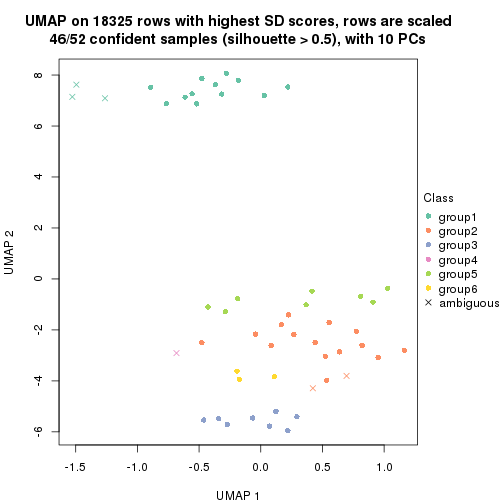 UMAP on 18325 rows with highest SD scores, rows are scaled
46/52 confident samples (silhouette > 0.5), with 10 PCs
8
6
4
2
0
-2
-4
-6
UMAP 2
-1.5
-1.0
-0.5
0.0
0.5
1.0
UMAP 1
Class
group1
group2
group3
group4
group5
group6
ambiguous